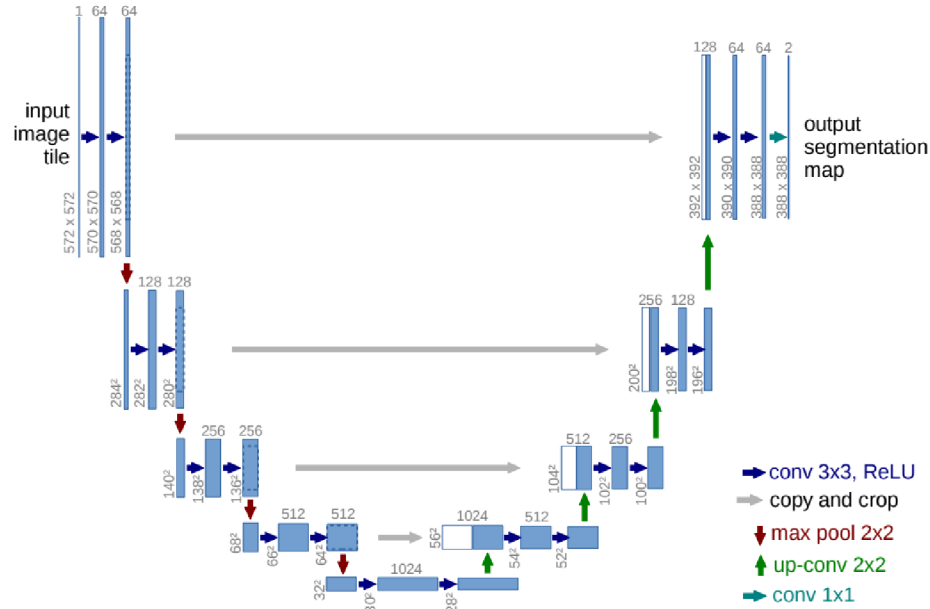 1 64 64
input
image
tile
572 x 572
570 x 570
568 x 568
128 64 64 2
output
segmentation
map
392 x 392
390 x 390
388 x 388
388 x 388
128 128
284²
282²
280²
256 128
200²
198²
196²
256 256
140²
138²
136²
512 256
104²
102²
100²
512 512
68²
66²
64²
1024 512
56²
54²
52²
1024
32²
30²
28²
conv 3x3, ReLU
copy and crop
max pool 2x2
up-conv 2x2
conv 1x1